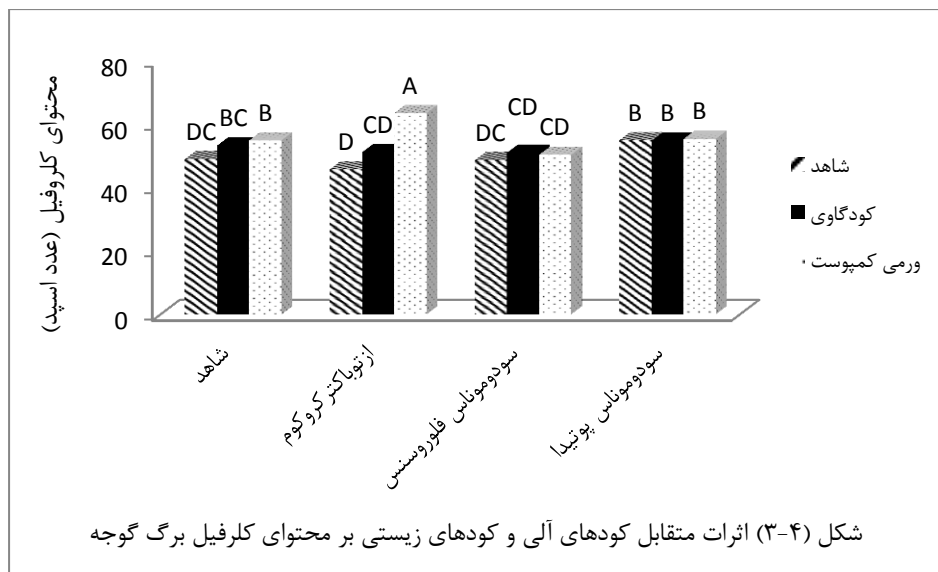 محتوای کلروفیل (عدد اسپد)
80
60
40
20
0
DC BC B
D CD A
DC CD CD
B B B
شاهد
ازتوباکتر کروکوم
سودوموناس فلوروسنس
سودوموناس پوتیدا
شاهد
کودگاوی
ورمی کمپوست
شکل (۴-۳) اثرات متقابل کودهای آلی و کودهای زیستی بر محتوای کلرفیل برگ گوجه